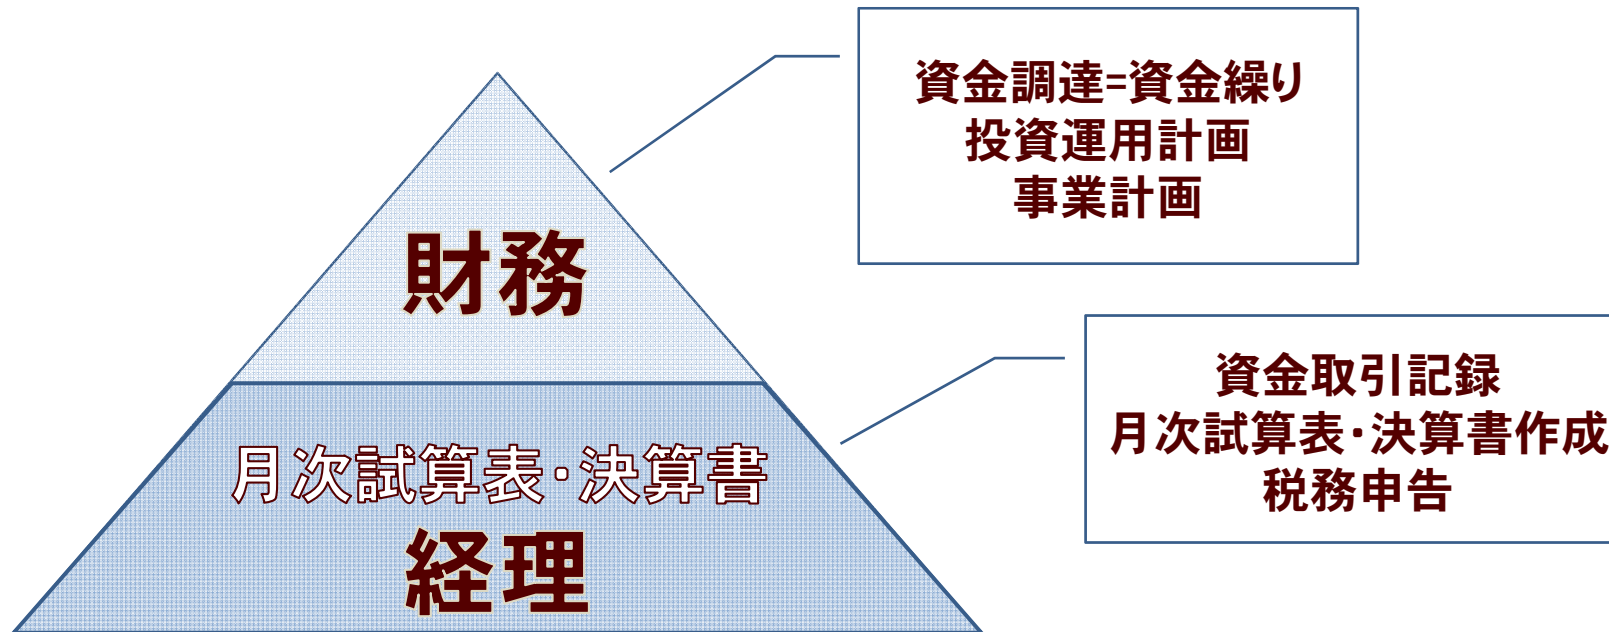 資金調達=資金繰り
投資運用計画
事業計画
財務
資金取引記録
月次試算表・決算書作成
税務申告
月次試算表・決算書
経理